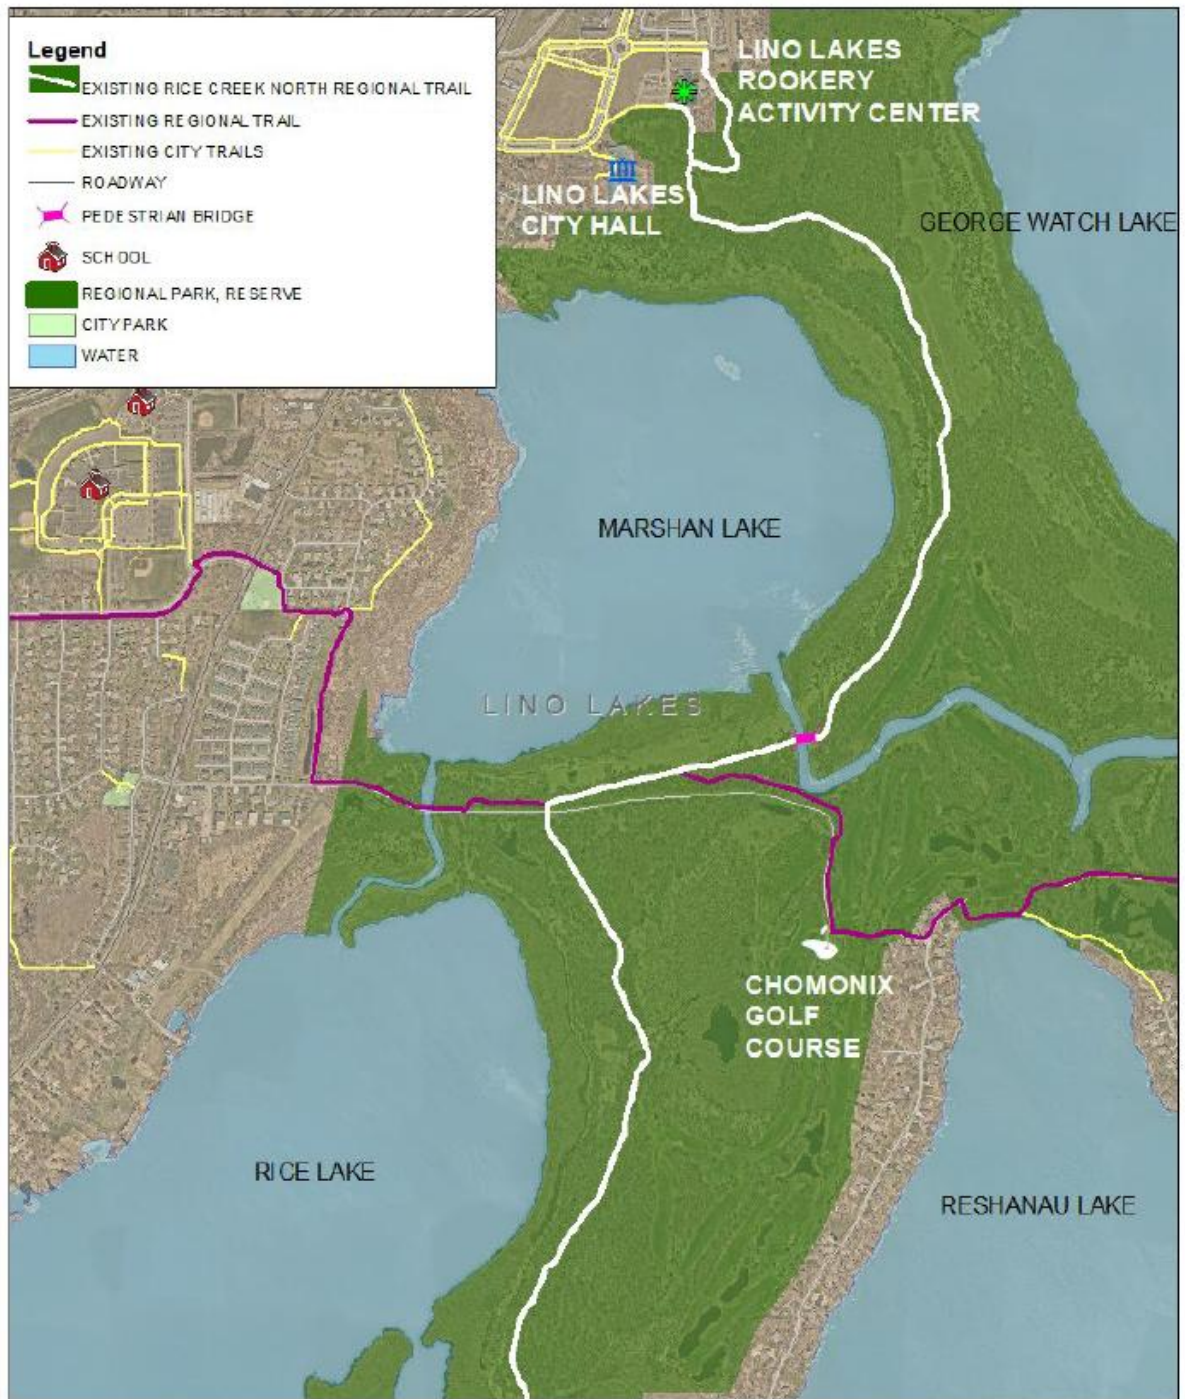 Legend
EXISTING RICE CREEK NORTH REGIONAL TRAIL
EXISTING REGIONAL TRAIL
EXISTING CITY TRAILS
ROADWAY
PEDESTRIAN BRIDGE
SCHOOL
REGIONAL PARK, RESERVE
CITY PARK
WATER
LINO LAKES
ROOKERY
ACTIVITY CENTER
LINO LAKES
CITY HALL
GEORGE WATCH LAKE
MARSHAN LAKE
LINO LAKES
CHOMONIX
GOLF
COURSE
RICE LAKE
RESHANAU LAKE